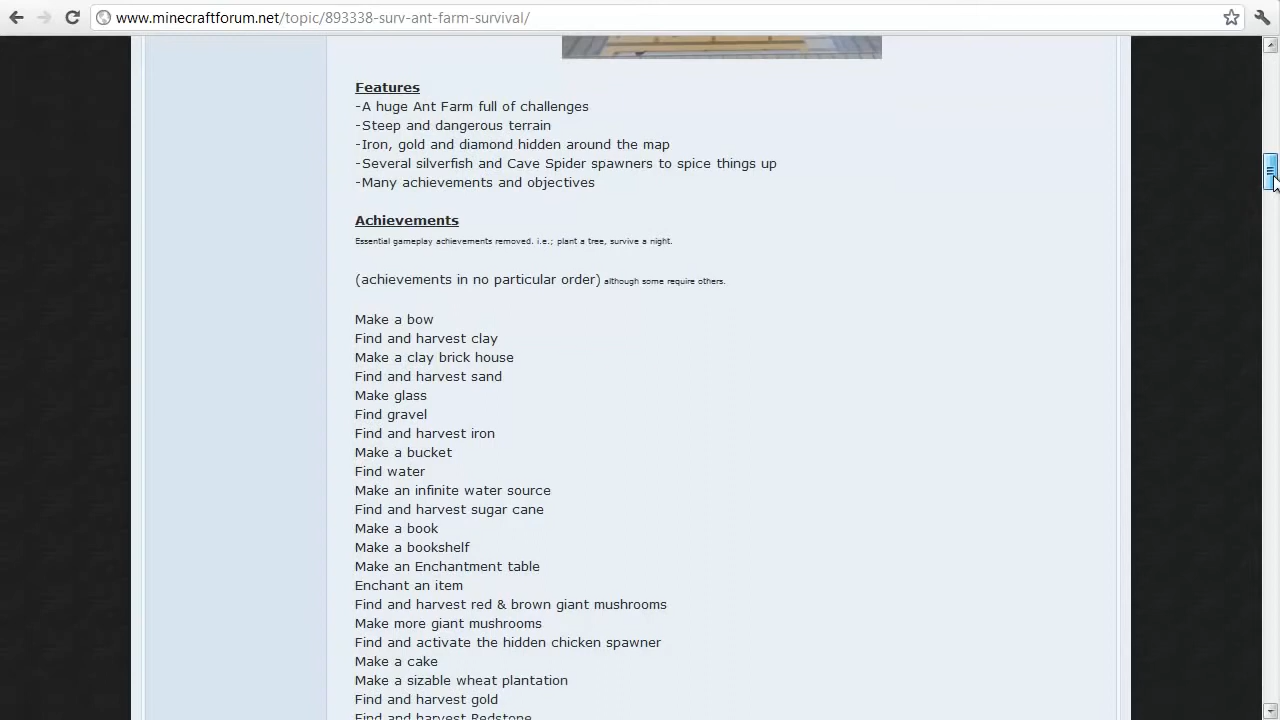 www.minecraftforum.net/topic/893338-surv-ant-farm-survival/
Features
-A huge Ant Farm full of challenges
-Steep and dangerous terrain
-Iron, gold and diamond hidden around the map
-Several silverfish and Cave Spider spawners to spice things up
-Many achievements and objectives
Achievements
Essential gameplay achievements removed. i.e.; plant a tree, survive a night.
(achievements in no particular order) although some require others.
Make a bow
Find and harvest clay
Make a clay brick house
Find and harvest sand
Make glass
Find gravel
Find and harvest iron
Make a bucket
Find water
Make an infinite water source
Find and harvest sugar cane
Make a book
Make a bookshelf
Make an Enchantment table
Enchant an item
Find and harvest red & brown giant mushrooms
Make more giant mushrooms
Find and activate the hidden chicken spawner
Make a cake
Make a sizable wheat plantation
Find and harvest gold
Find and harvest Redstone